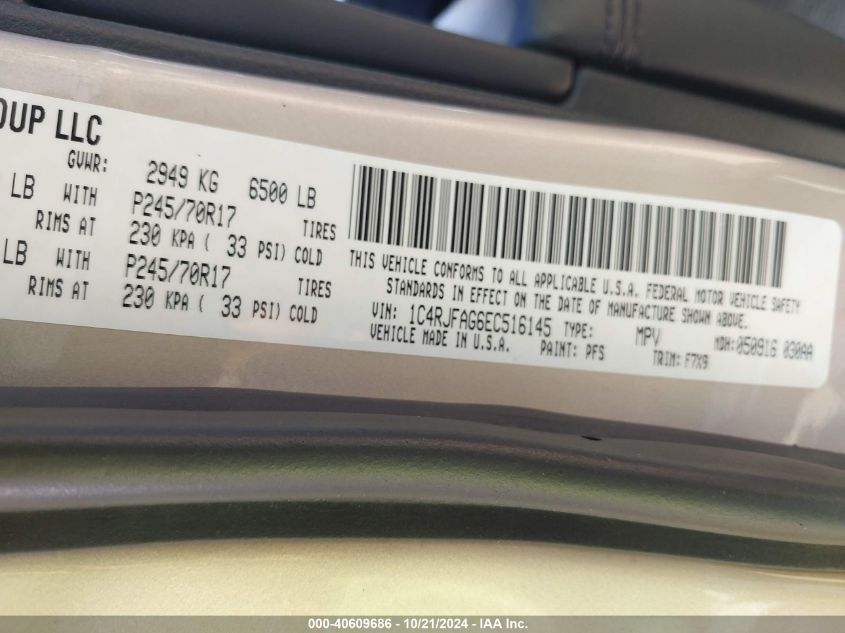 OUP LLC
GVWR: 2949 KG 6500 LB
LB WITH P245/70R17 TIRES
RIMS AT 230 KPA ( 33 PSI) COLD
LB WITH P245/70R17 TIRES
RIMS AT 230 KPA ( 33 PSI) COLD
THIS VEHICLE CONFORMS TO ALL APPLICABLE U.S.A. FEDERAL MOTOR VEHICLE SAFETY
STANDARDS IN EFFECT ON THE DATE OF MANUFACTURE SHOWN ABOVE.
VIN: 1C4RJFAG6EC516145 TYPE: MPV MDH: 050916 030AA
VEHICLE MADE IN U.S.A. PAINT: PFS TRIM: F7X9
000-40609686 - 10/21/2024 - IAA Inc.